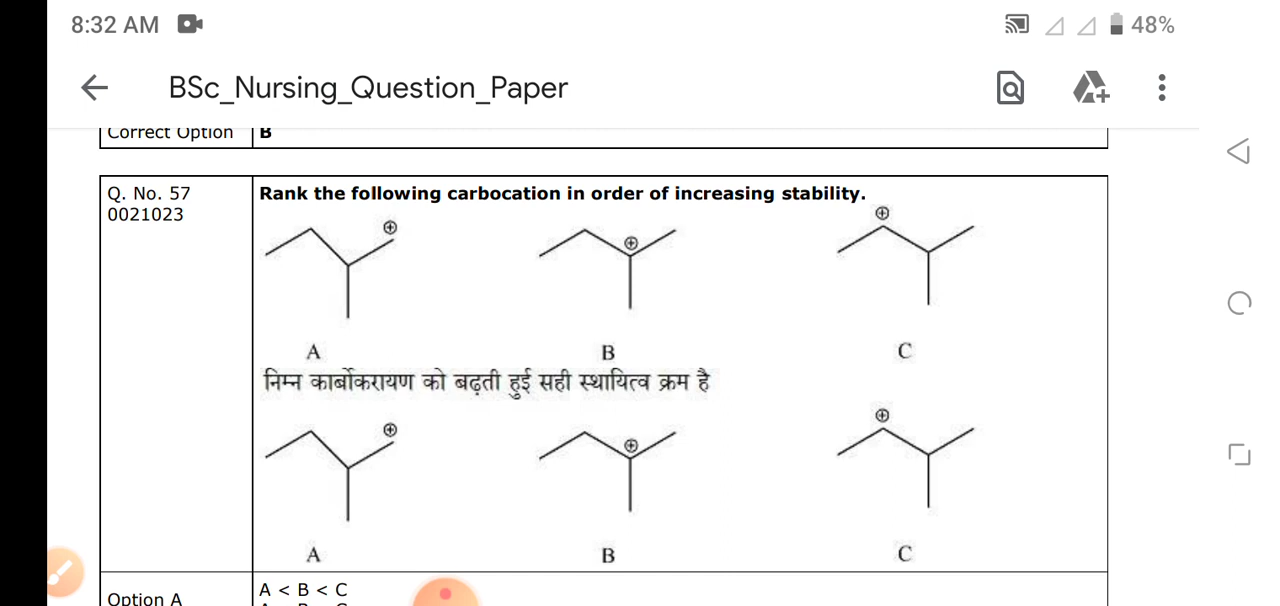 8:32 AM 48%
BSc_Nursing_Question_Paper
Correct Option B
Q. No. 57 Rank the following carbocation in order of increasing stability.
0021023
⊕ ⊕ ⊕
A B C
निम्न कार्बोकरायण को बढ़ती हुई सही स्थायित्व क्रम है
⊕ ⊕ ⊕
A B C
Option A A < B < C